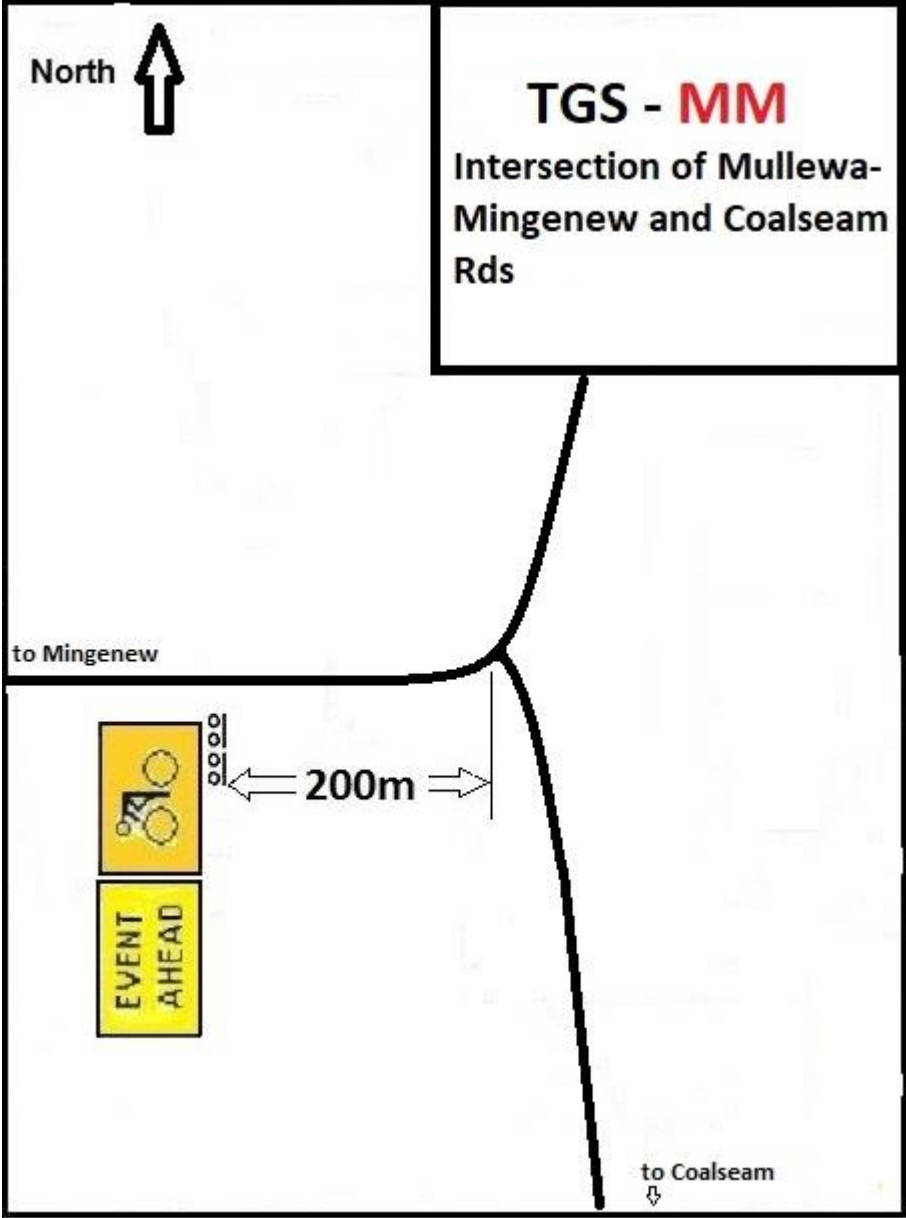 North
TGS - MM
Intersection of Mullewa-
Mingenew and Coalseam
Rds
to Mingenew
200m
EVENT
AHEAD
to Coalseam